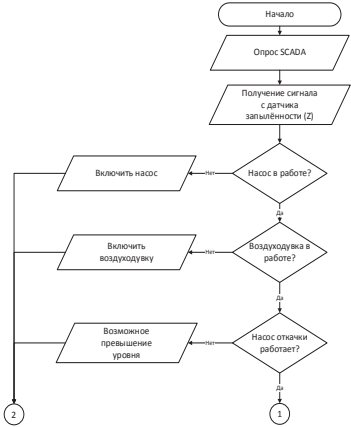 Начало
Опрос SCADA
Получение сигнала
с датчика
запылённости (Z)
Включить насос
Нет
Насос в работе?
Да
Включить
воздуходувку
Нет
Воздуходувка в
работе?
Да
Возможное
превышение
уровня
Нет
Насос откачки
работает?
Да
2
1